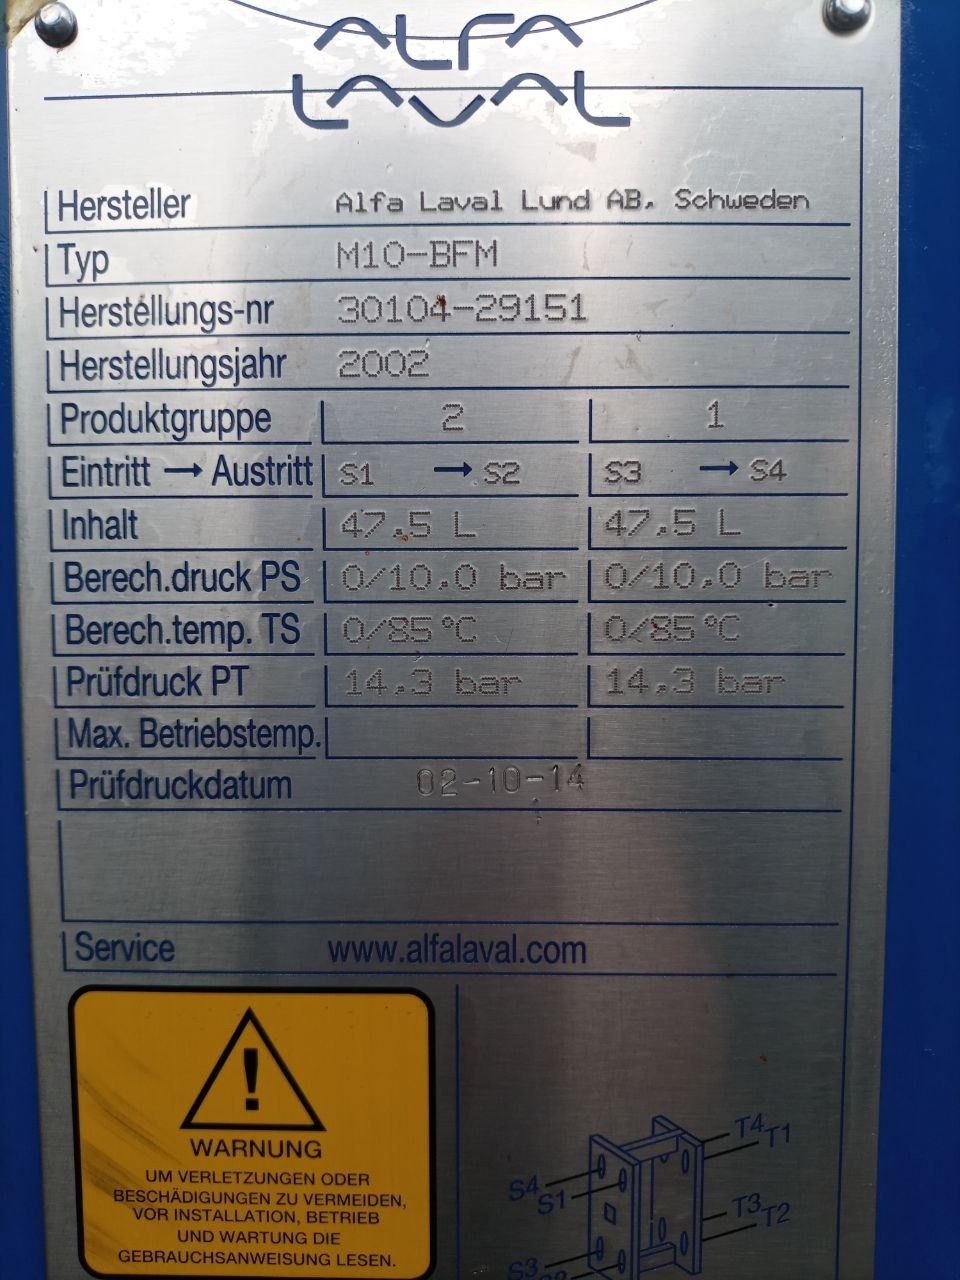 ALFA
LAVAL
Hersteller Alfa Laval Lund AB, Schweden
Typ M10-BFM
Herstellungs-nr 30104-29151
Herstellungsjahr 2002
Produktgruppe 2 1
Eintritt → Austritt S1 → S2 S3 → S4
Inhalt 47.5 L 47.5 L
Berech.druck PS 0/10.0 bar 0/10.0 bar
Berech.temp. TS 0/85°C 0/85°C
Prüfdruck PT 14.3 bar 14.3 bar
Max. Betriebstemp.
Prüfdruckdatum 02-10-14
Service www.alfalaval.com
WARNUNG
UM VERLETZUNGEN ODER
BESCHÄDIGUNGEN ZU VERMEIDEN,
VOR INSTALLATION, BETRIEB
UND WARTUNG DIE
GEBRAUCHSANWEISUNG LESEN.
T4
T1
S4
S1
T3
T2
S3